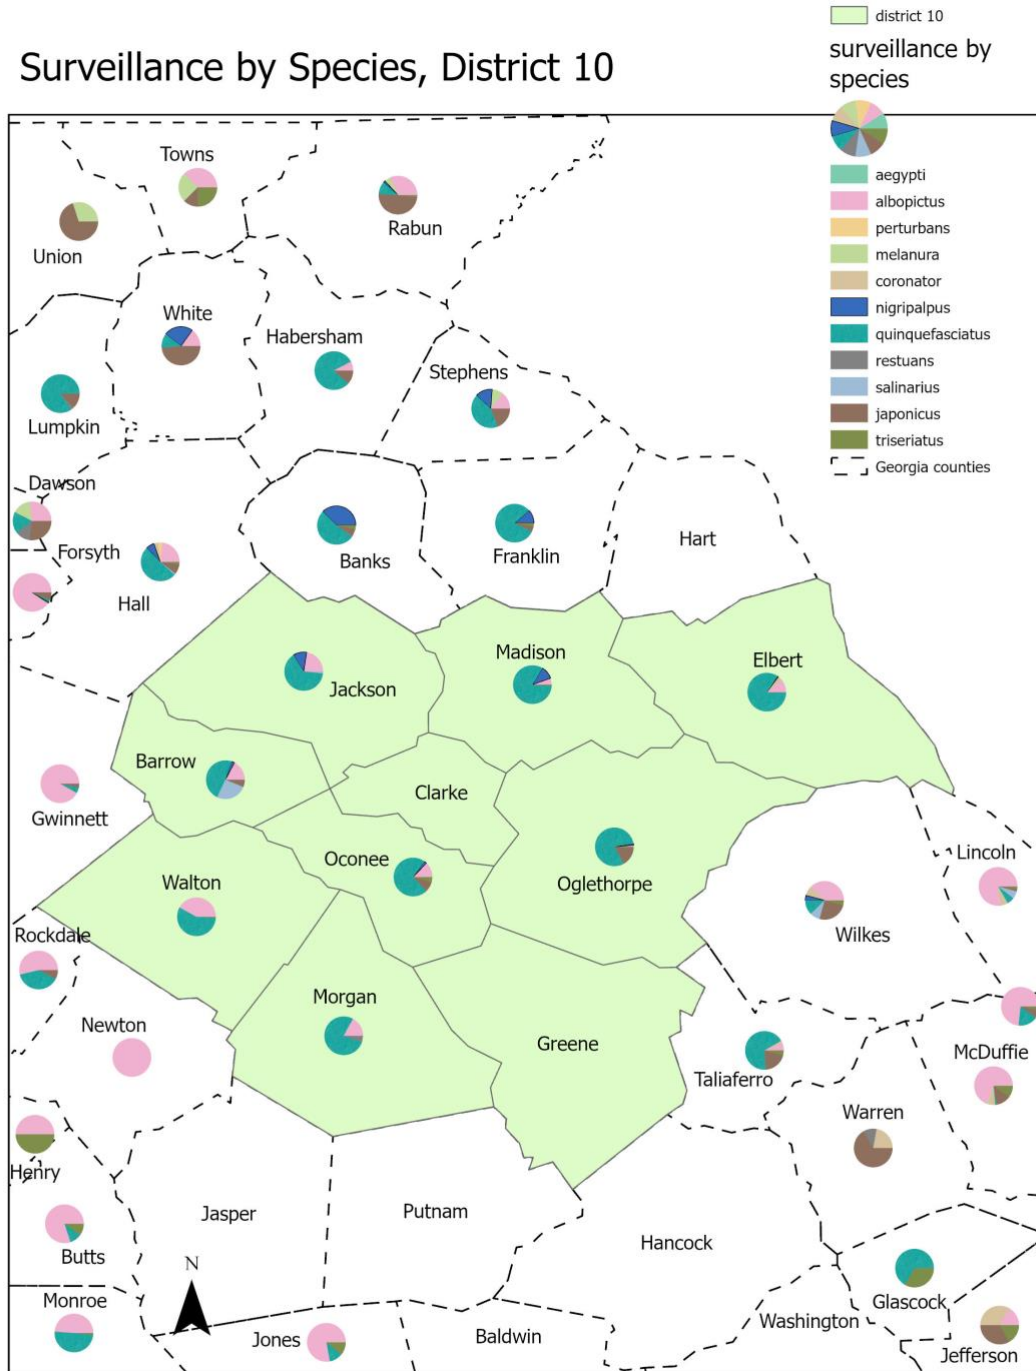 district 10
Surveillance by Species, District 10
surveillance by
species
aegypti
albopictus
perturbans
melanura
coronator
nigripalpus
quinquefasciatus
restuans
salinarius
japonicus
triseriatus
Georgia counties
Towns
Rabun
Union
White
Habersham
Stephens
Lumpkin
Dawson
Forsyth
Banks
Franklin
Hart
Hall
Madison
Elbert
Jackson
Barrow
Clarke
Gwinnett
Oconee
Lincoln
Walton
Oglethorpe
Wilkes
Rockdale
Morgan
Newton
Greene
McDuffie
Taliaferro
Warren
Henry
Jasper
Putnam
Hancock
Butts
N
Monroe
Glascock
Washington
Jones
Baldwin
Jefferson